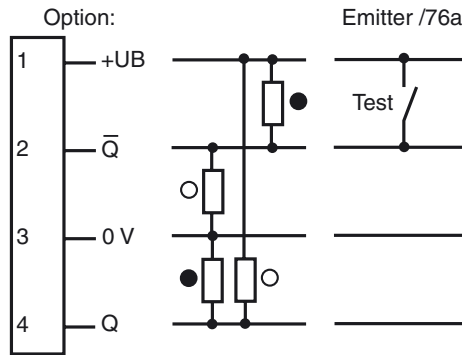 Option: Emitter /76a
1 +UB
Test
2 Q̅
3 0 V
4 Q